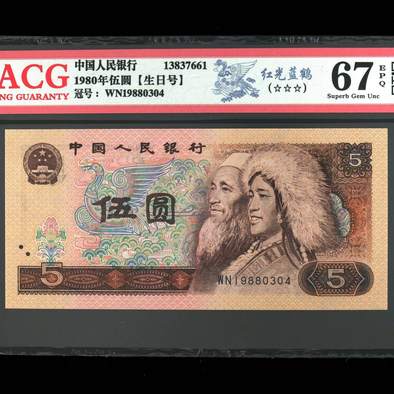 ACG
NG GUARANTY
中国人民银行 13837661
1980年伍圆【生日号】
冠号：WN19880304
红光蓝鹤
(☆☆☆)
67 EPQ
Superb Gem Unc
中国人民银行
5
伍圆
5
WN19880304
5